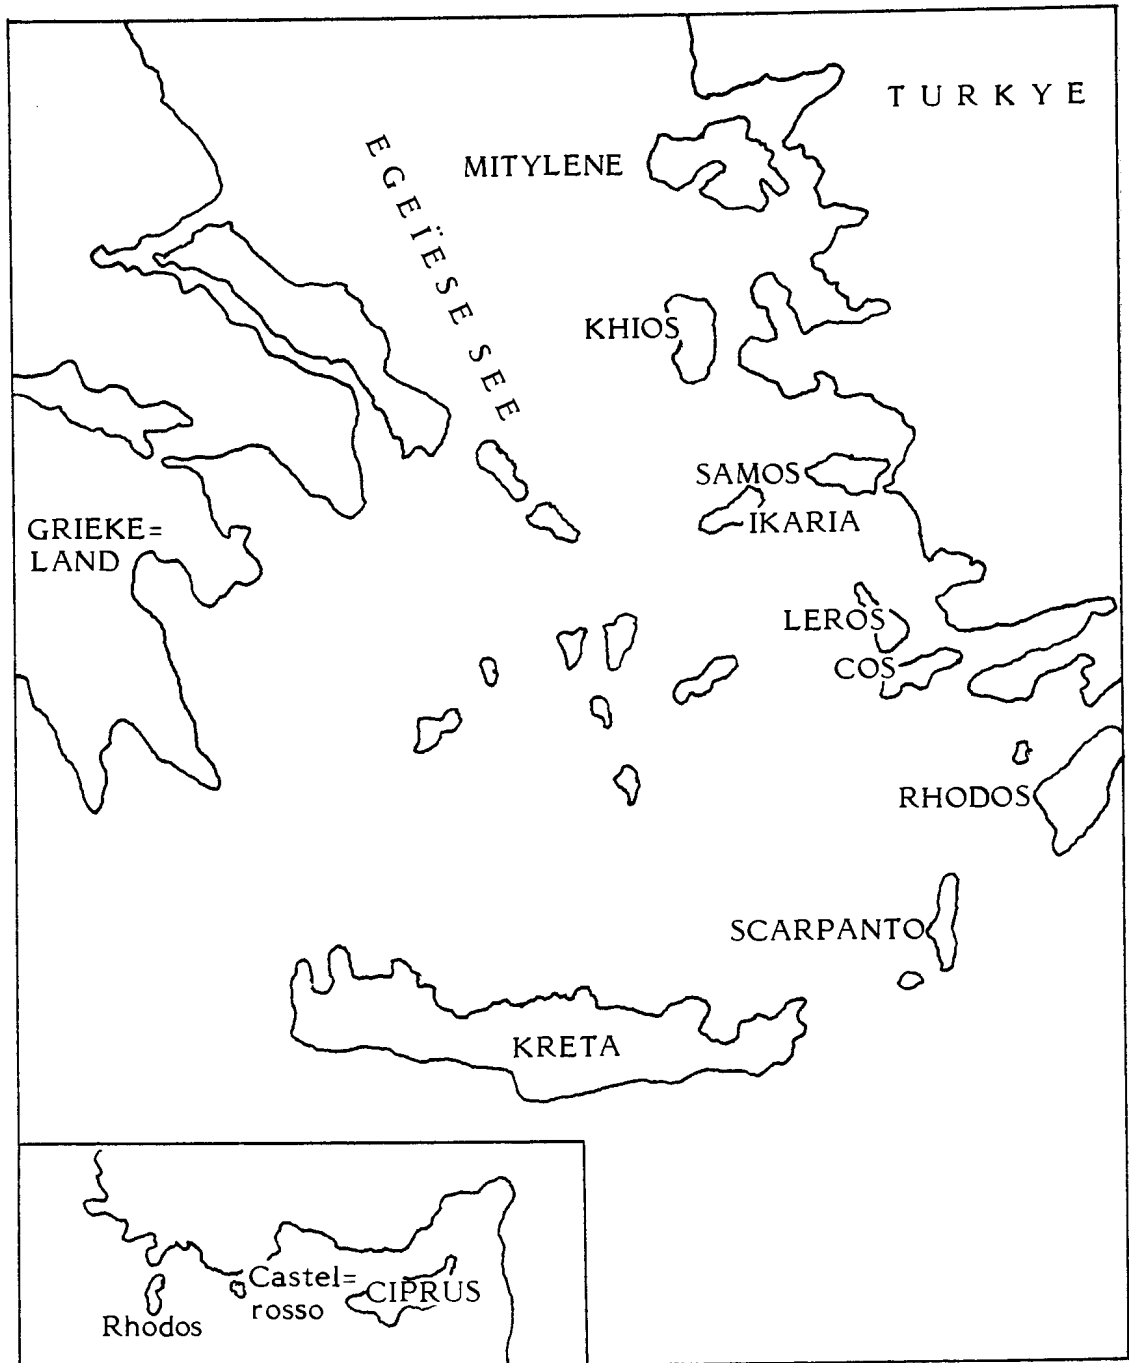 TURKYE
MITYLENE
EGEÏESE SEE
KHIOS
SAMOS
IKARIA
GRIEKE=
LAND
LEROS
COS
RHODOS
SCARPANTO
KRETA
Castel=
rosso
CIPRUS
Rhodos